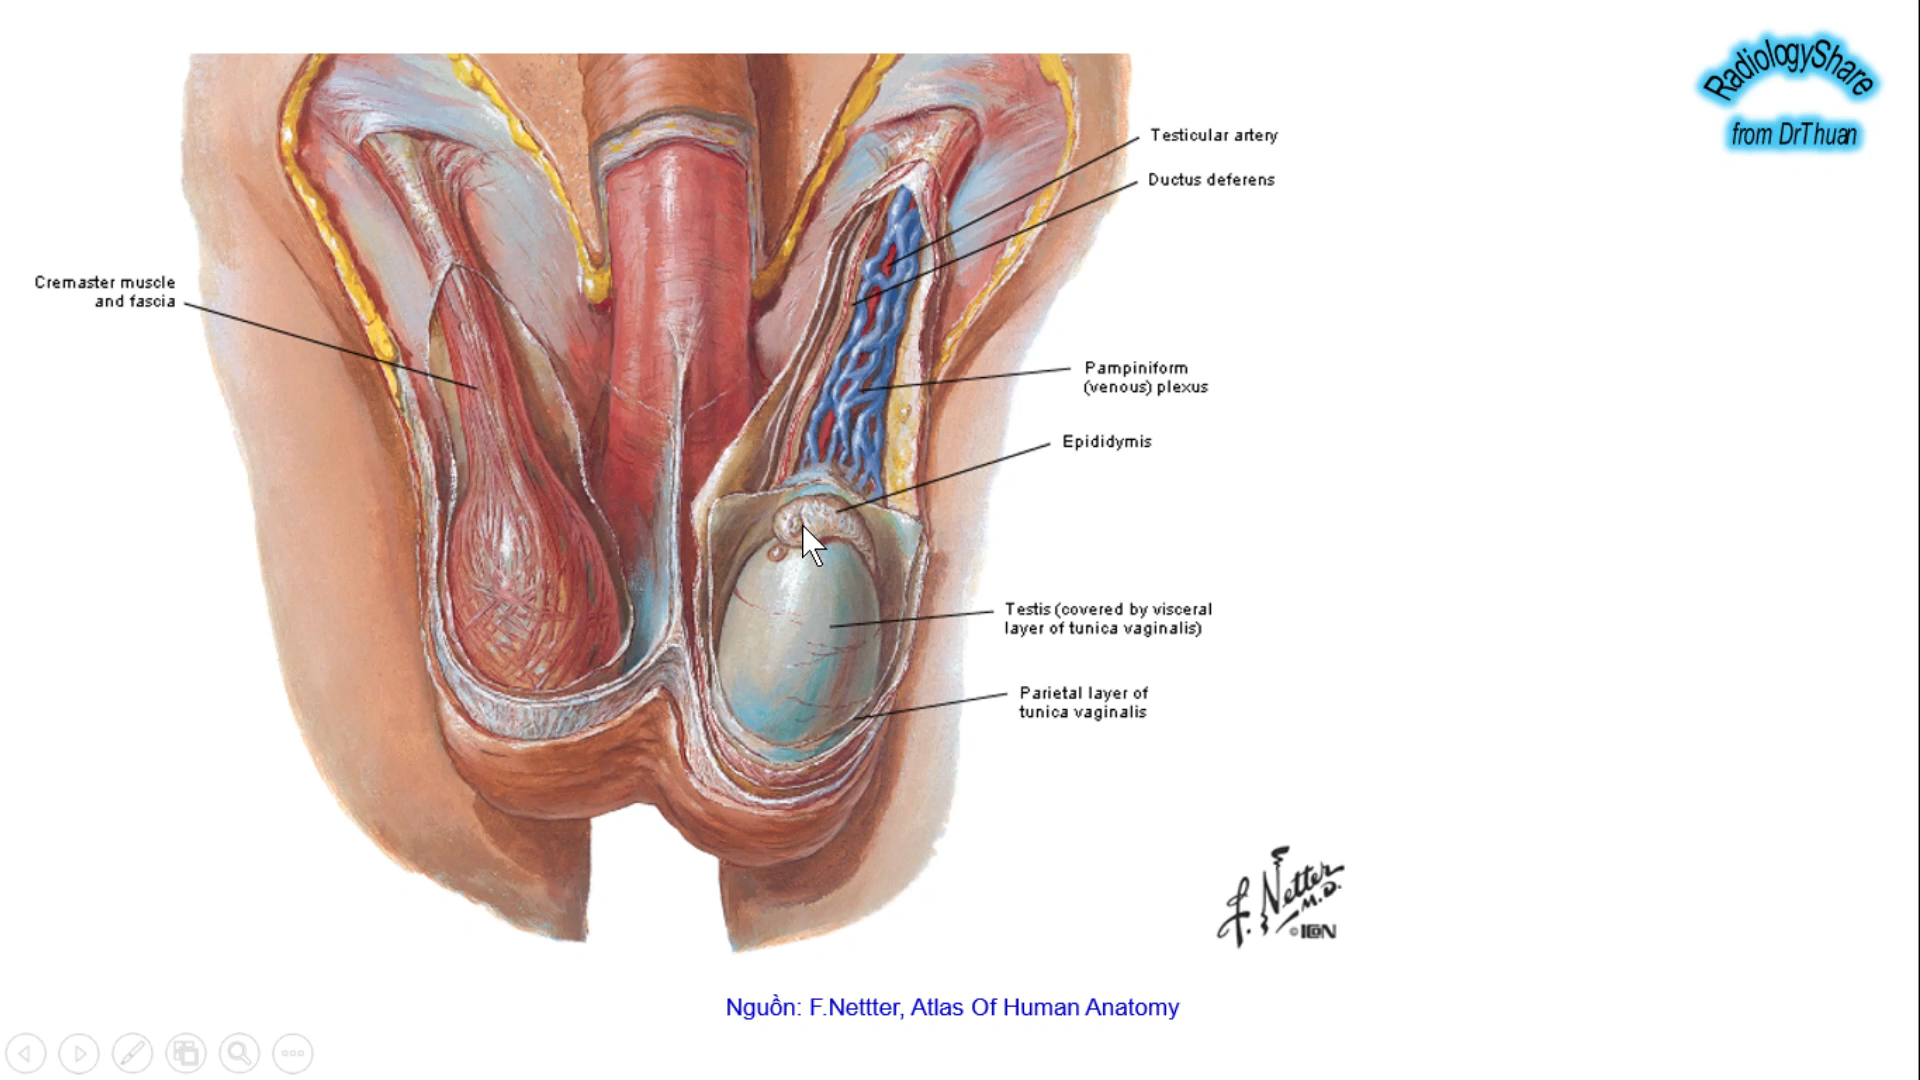 RadiologyShare
from DrThuan
Testicular artery
Ductus deferens
Cremaster muscle
and fascia
Pampiniform
(venous) plexus
Epididymis
Testis (covered by visceral
layer of tunica vaginalis)
Parietal layer of
tunica vaginalis
F. Netter
M.D.
©ICON
Nguồn: F.Nettter, Atlas Of Human Anatomy